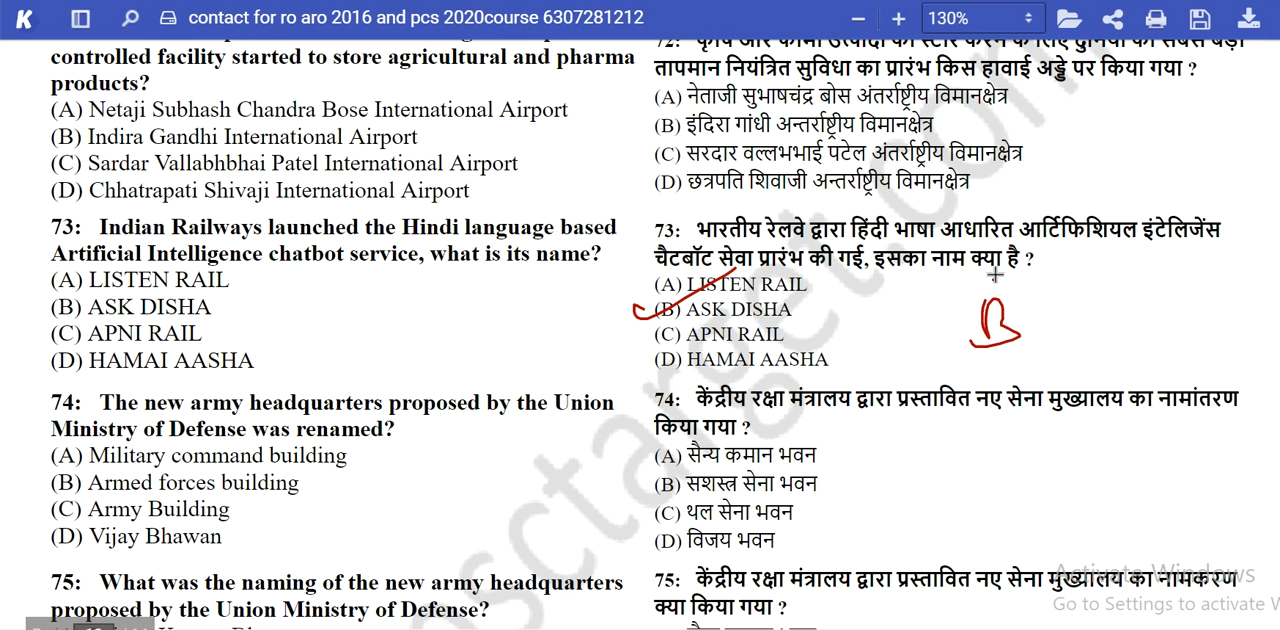 K contact for ro aro 2016 and pcs 2020course 6307281212 130%
controlled facility started to store agricultural and pharma
products?
(A) Netaji Subhash Chandra Bose International Airport
(B) Indira Gandhi International Airport
(C) Sardar Vallabhbhai Patel International Airport
(D) Chhatrapati Shivaji International Airport
73: Indian Railways launched the Hindi language based
Artificial Intelligence chatbot service, what is its name?
(A) LISTEN RAIL
(B) ASK DISHA
(C) APNI RAIL
(D) HAMAI AASHA
74: The new army headquarters proposed by the Union
Ministry of Defense was renamed?
(A) Military command building
(B) Armed forces building
(C) Army Building
(D) Vijay Bhawan
75: What was the naming of the new army headquarters
proposed by the Union Ministry of Defense?
तापमान नियंत्रित सुविधा का प्रारंभ किस हावाई अड्डे पर किया गया ?
(A) नेताजी सुभाषचंद्र बोस अंतर्राष्ट्रीय विमानक्षेत्र
(B) इंदिरा गांधी अन्तर्राष्ट्रीय विमानक्षेत्र
(C) सरदार वल्लभभाई पटेल अंतर्राष्ट्रीय विमानक्षेत्र
(D) छत्रपति शिवाजी अन्तर्राष्ट्रीय विमानक्षेत्र
73: भारतीय रेलवे द्वारा हिंदी भाषा आधारित आर्टिफिशियल इंटेलिजेंस
चैटबॉट सेवा प्रारंभ की गई, इसका नाम क्या है ?
(A) LISTEN RAIL
(B) ASK DISHA
(C) APNI RAIL
(D) HAMAI AASHA
B
74: केंद्रीय रक्षा मंत्रालय द्वारा प्रस्तावित नए सेना मुख्यालय का नामांतरण
किया गया ?
(A) सैन्य कमान भवन
(B) सशस्त्र सेना भवन
(C) थल सेना भवन
(D) विजय भवन
75: केंद्रीय रक्षा मंत्रालय द्वारा प्रस्तावित नए सेना मुख्यालय का नामकरण
क्या किया गया ?
Activate Windows
Go to Settings to activate W
sctarget.com